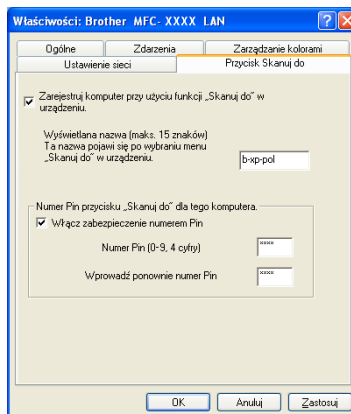 Właściwości: Brother MFC- XXXX LAN
Ogólne Zdarzenia Zarządzanie kolorami
Ustawienie sieci Przycisk Skanuj do
Zarejestruj komputer przy użyciu funkcji „Skanuj do” w
urządzeniu.
Wyświetlana nazwa (maks. 15 znaków)
Ta nazwa pojawi się po wybraniu menu
„Skanuj do” w urządzeniu.
b-xp-pol
Numer Pin przycisku „Skanuj do” dla tego komputera.
Włącz zabezpieczenie numerem Pin
Numer Pin (0-9, 4 cyfry) ××××
Wprowadź ponownie numer Pin ××××
OK Anuluj Zastosuj